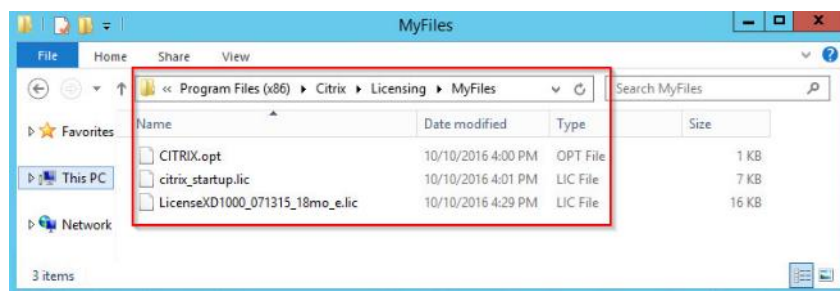 MyFiles
File Home Share View
« Program Files (x86) Citrix Licensing MyFiles Search MyFiles
Name Date modified Type Size
Favorites
CITRIX.opt 10/10/2016 4:00 PM OPT File 1 KB
This PC citrix_startup.lic 10/10/2016 4:01 PM LIC File 7 KB
LicenseXD1000_071315_18mo_e.lic 10/10/2016 4:29 PM LIC File 16 KB
Network
3 items